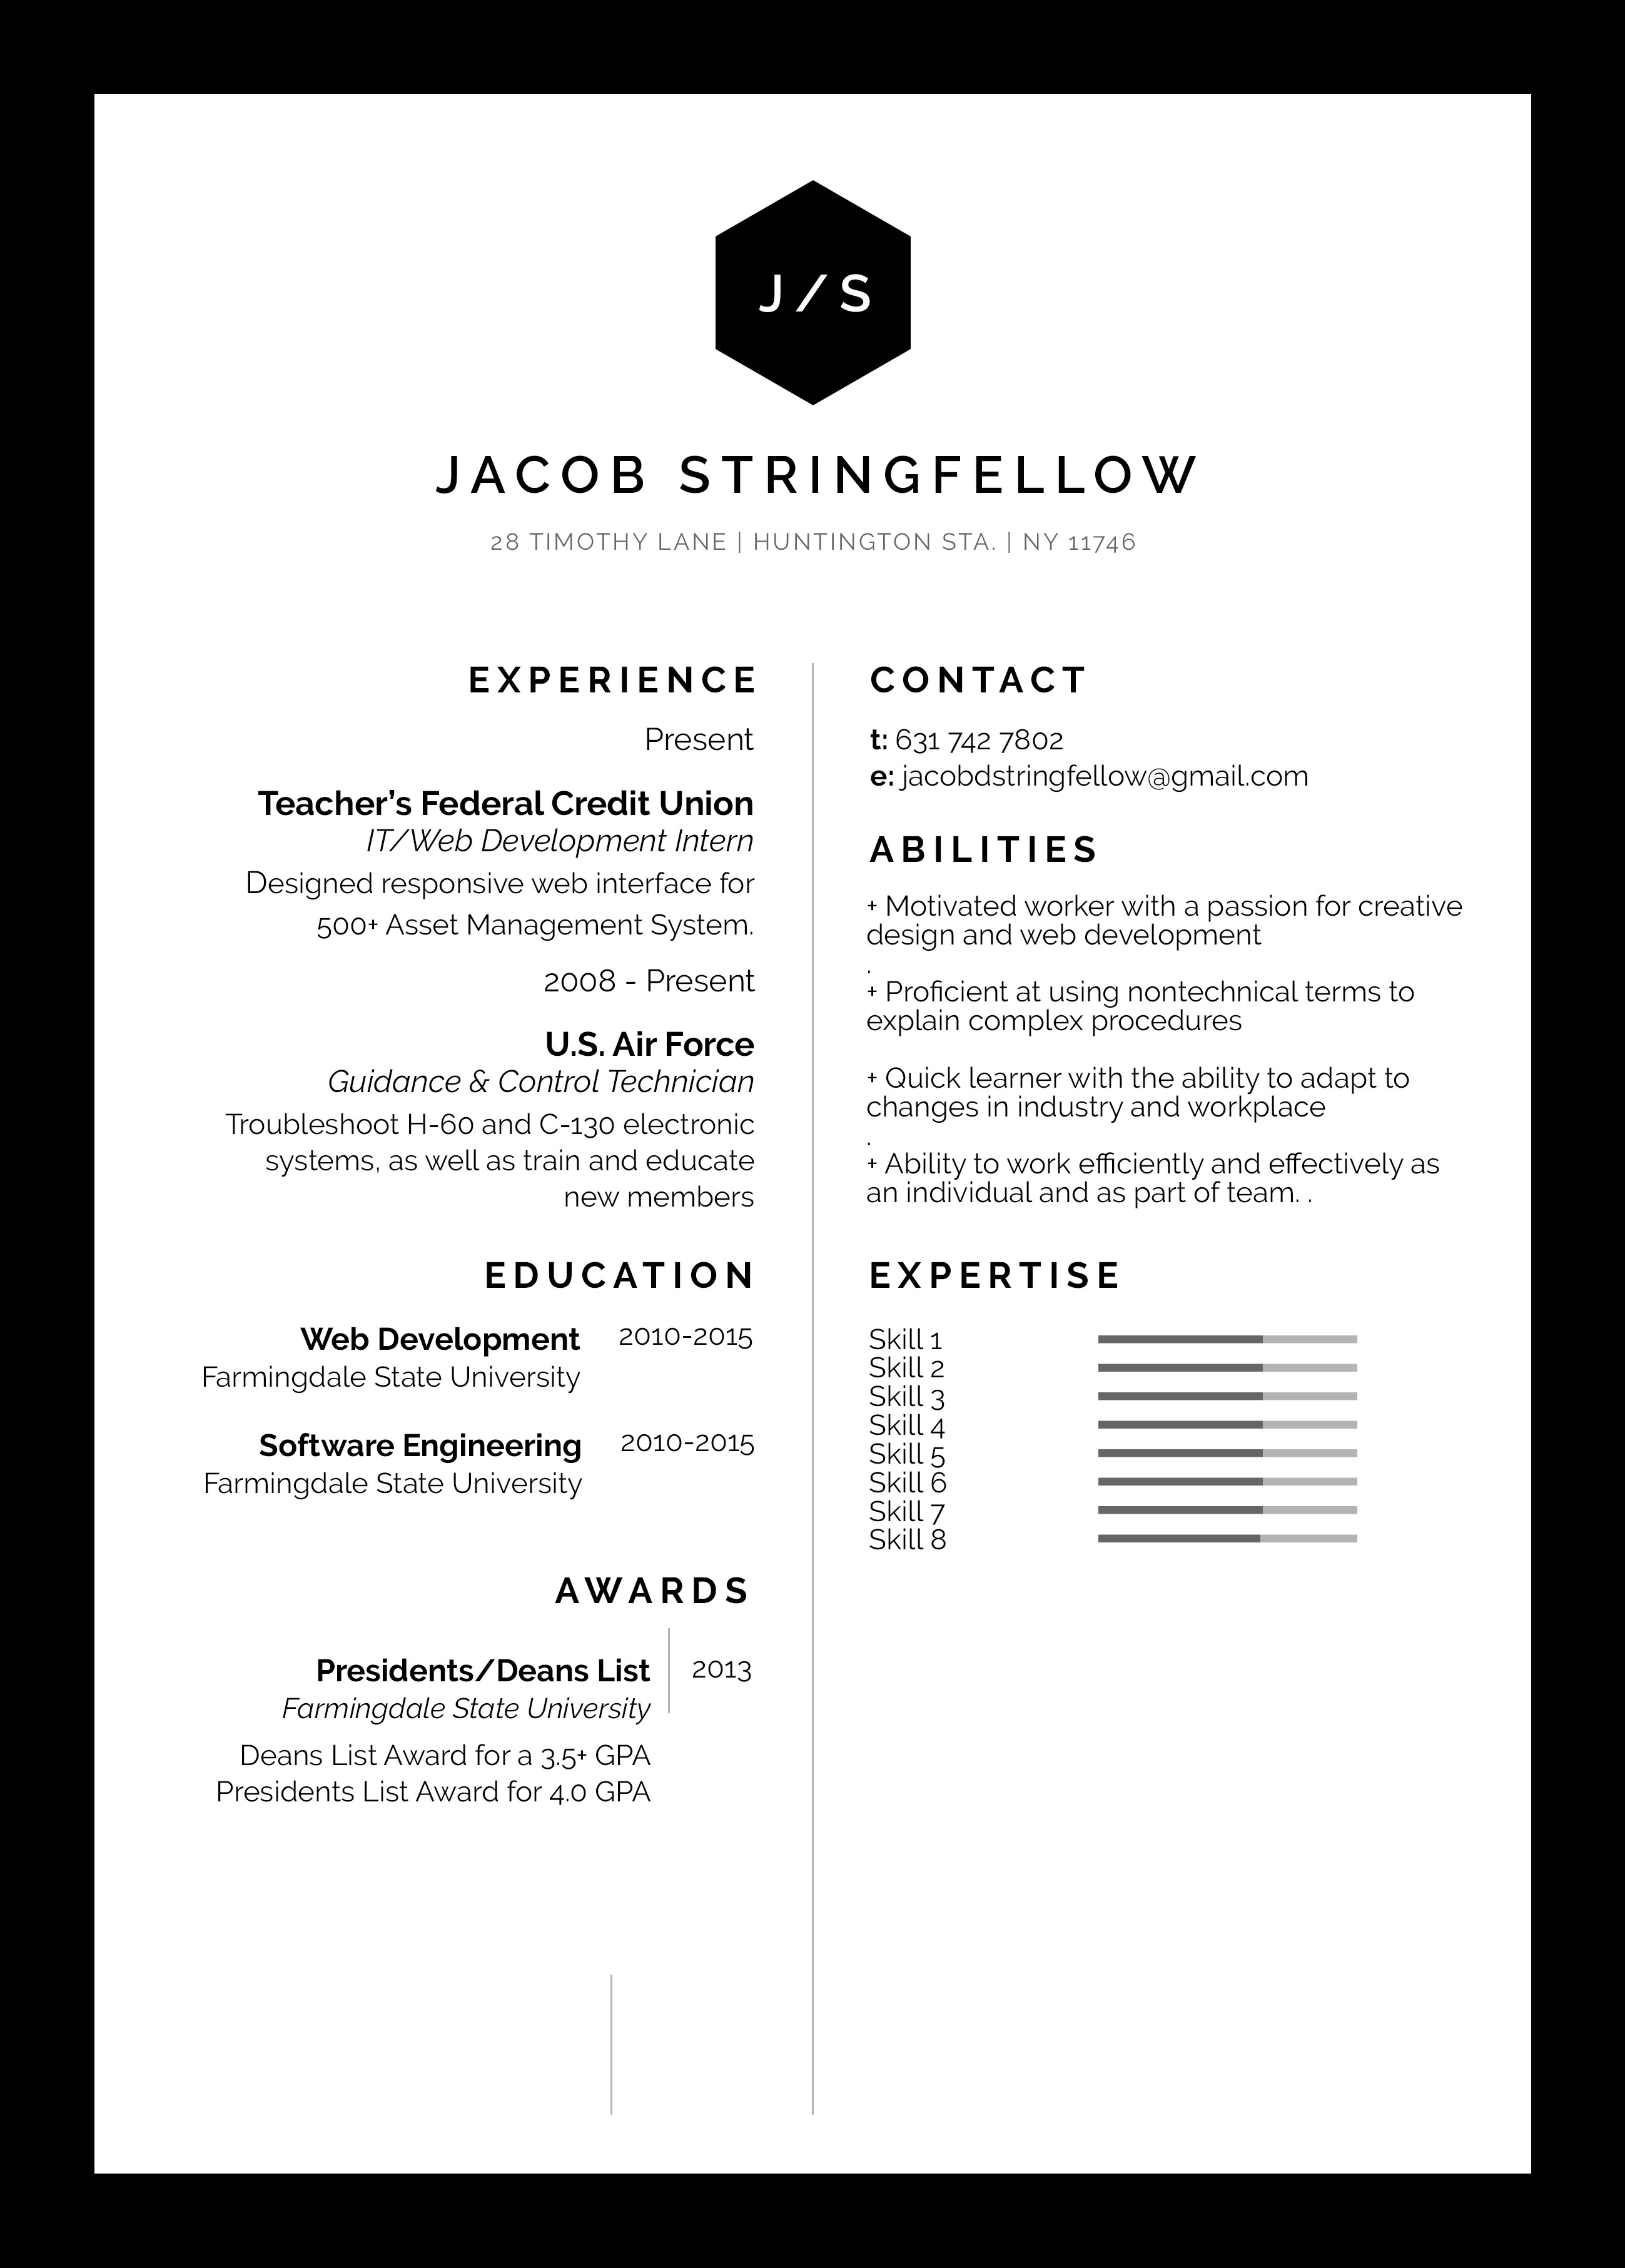 J/S
JACOB STRINGFELLOW
28 TIMOTHY LANE | HUNTINGTON STA. | NY 11746
EXPERIENCE
Present
Teacher’s Federal Credit Union
IT/Web Development Intern
Designed responsive web interface for
500+ Asset Management System.
2008 - Present
U.S. Air Force
Guidance & Control Technician
Troubleshoot H-60 and C-130 electronic
systems, as well as train and educate
new members
EDUCATION
Web Development 2010-2015
Farmingdale State University
Software Engineering 2010-2015
Farmingdale State University
AWARDS
Presidents/Deans List 2013
Farmingdale State University
Deans List Award for a 3.5+ GPA
Presidents List Award for 4.0 GPA
CONTACT
t: 631 742 7802
e: jacobdstringfellow@gmail.com
ABILITIES
+ Motivated worker with a passion for creative
design and web development
.
+ Proficient at using nontechnical terms to
explain complex procedures
+ Quick learner with the ability to adapt to
changes in industry and workplace
.
+ Ability to work efficiently and effectively as
an individual and as part of team. .
EXPERTISE
Skill 1
Skill 2
Skill 3
Skill 4
Skill 5
Skill 6
Skill 7
Skill 8